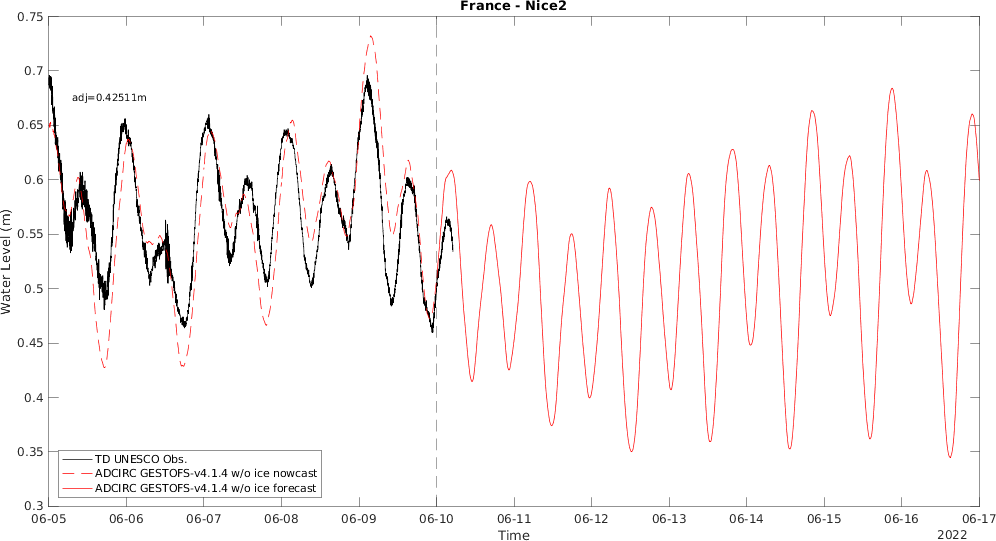 France - Nice2
0.75
0.7
0.65
0.6
0.55
0.5
0.45
0.4
0.35
0.3
Water Level (m)
adj=0.42511m
TD UNESCO Obs.
ADCIRC GESTOFS-v4.1.4 w/o ice nowcast
ADCIRC GESTOFS-v4.1.4 w/o ice forecast
06-05 06-06 06-07 06-08 06-09 06-10 06-11 06-12 06-13 06-14 06-15 06-16 06-17
Time
2022